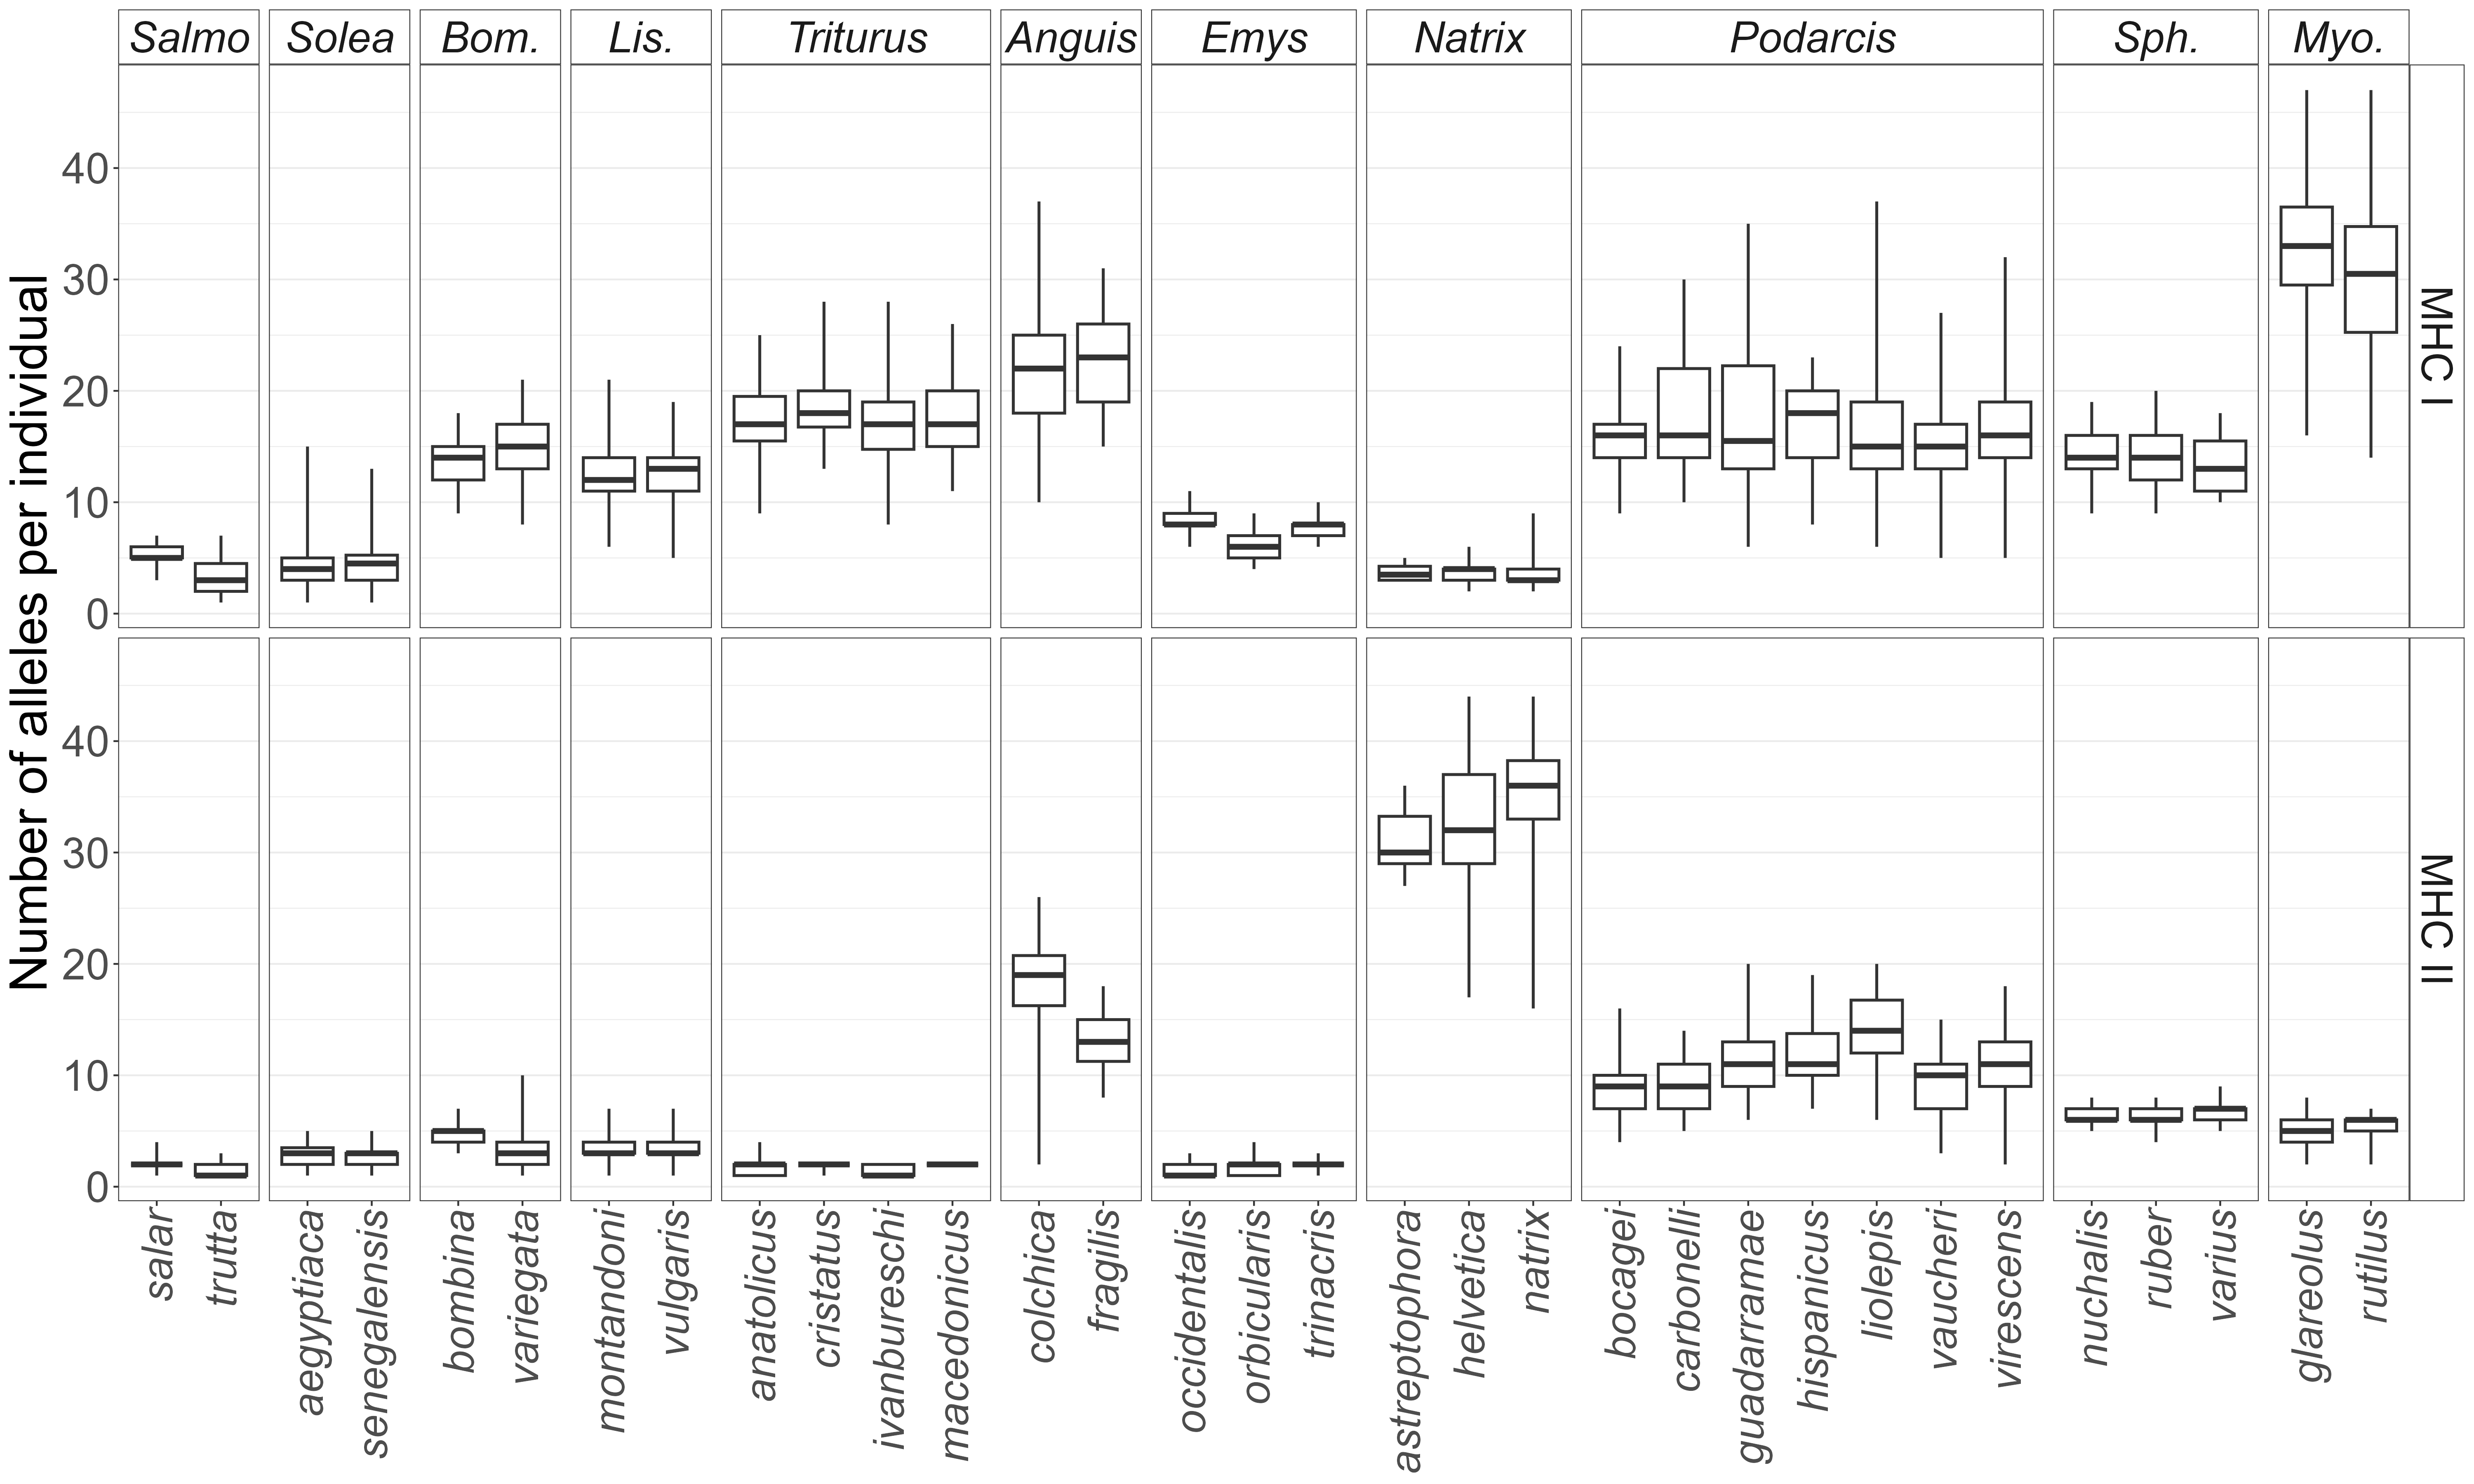 Salmo Solea Bom. Lis. Triturus Anguis Emys Natrix Podarcis Sph. Myo.
Number of alleles per individual
40
30
20
10
0
MHC I
40
30
20
10
0
MHC II
salar trutta aegyptiaca senegalensis bombina variegata montandoni vulgaris anatolicus cristatus ivanbureschi macedonicus colchica fragilis occidentalis orbicularis trinacris astreptophora helvetica natrix bocagei carbonelli guadarramae hispanicus liolepis vaucheri virescens nuchalis ruber varius glareolus rutilus